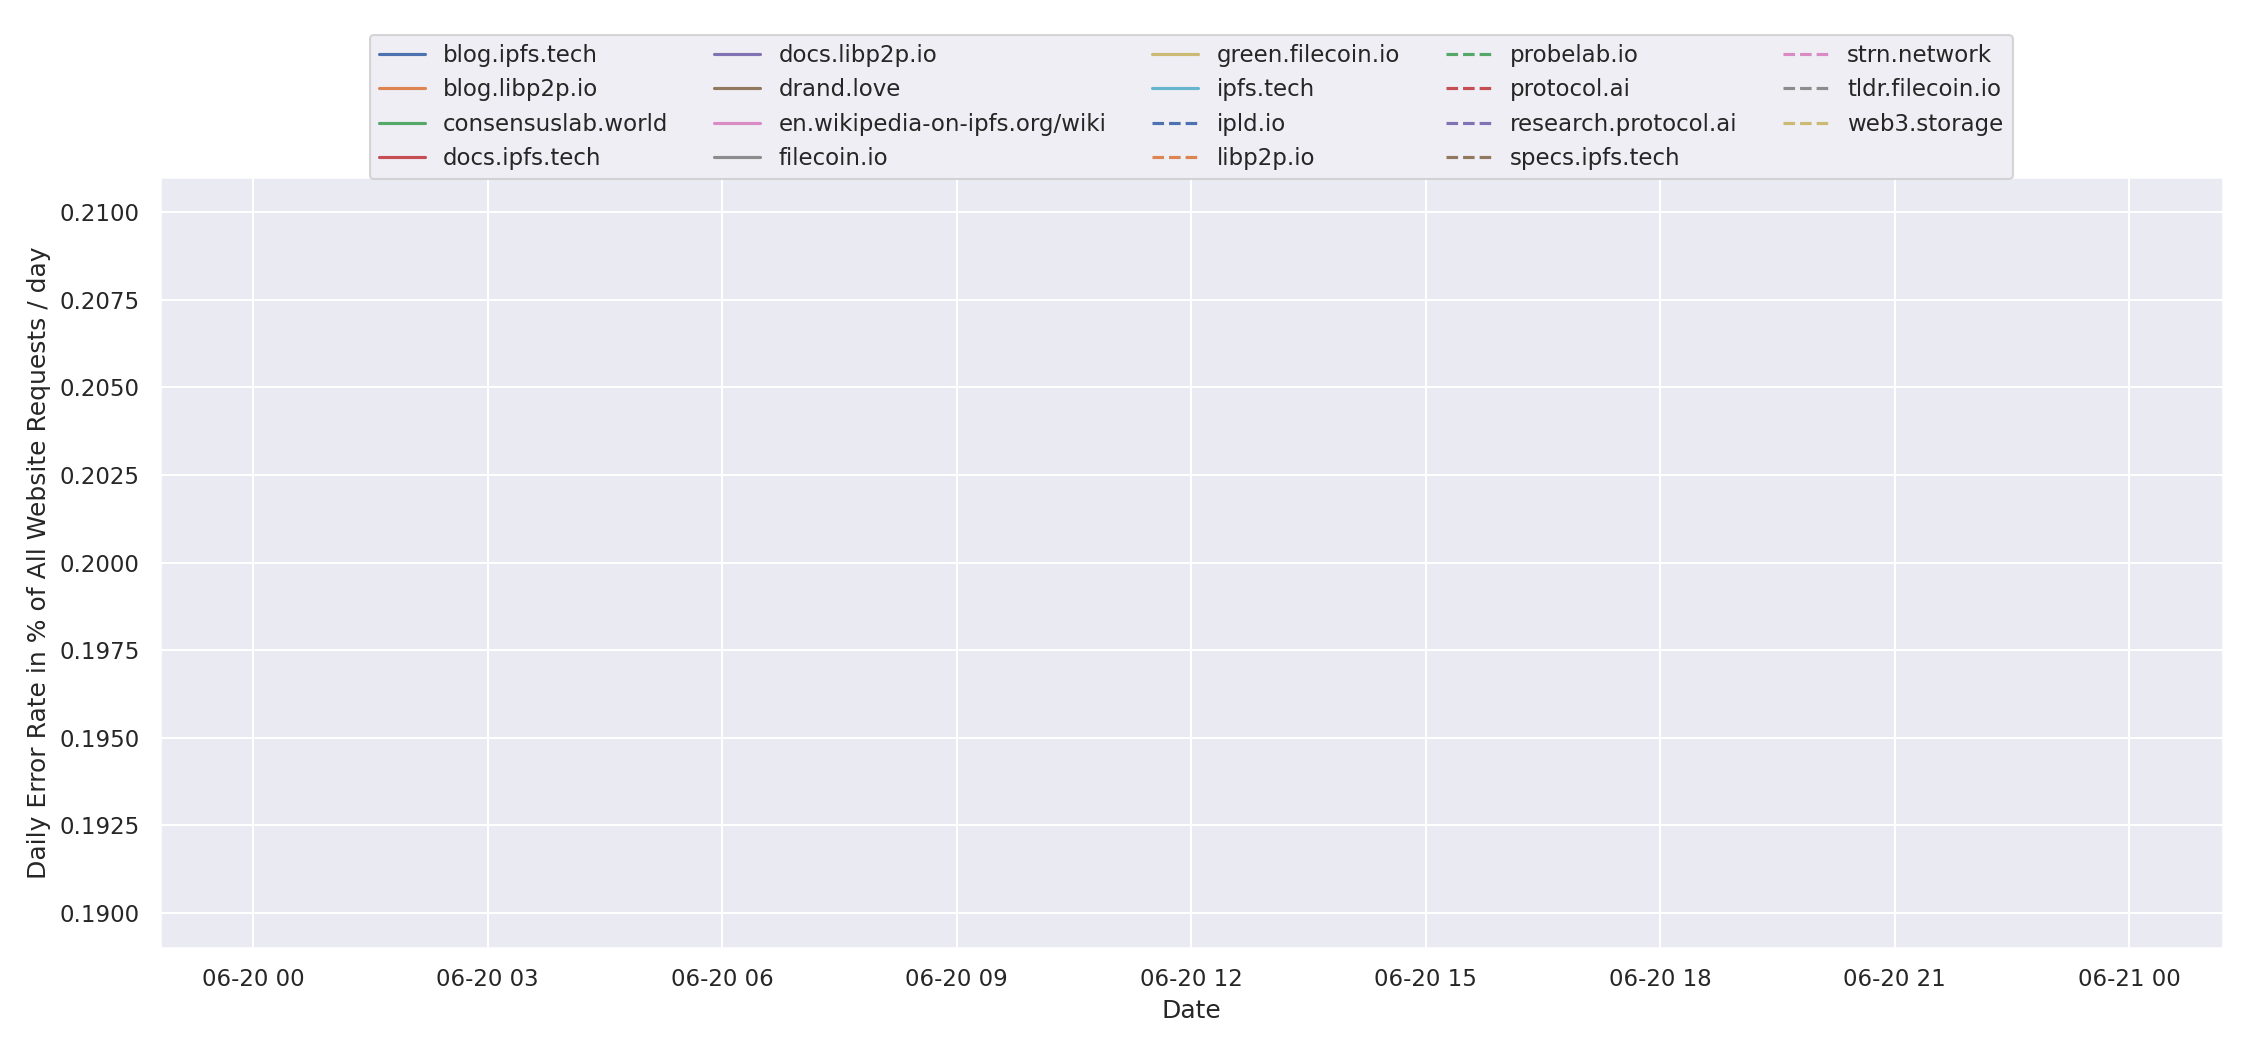 blog.ipfs.tech
blog.libp2p.io
consensuslab.world
docs.ipfs.tech
docs.libp2p.io
drand.love
en.wikipedia-on-ipfs.org/wiki
filecoin.io
green.filecoin.io
ipfs.tech
ipld.io
libp2p.io
probelab.io
protocol.ai
research.protocol.ai
specs.ipfs.tech
strn.network
tldr.filecoin.io
web3.storage
Daily Error Rate in % of All Website Requests / day
0.2100
0.2075
0.2050
0.2025
0.2000
0.1975
0.1950
0.1925
0.1900
06-20 00
06-20 03
06-20 06
06-20 09
06-20 12
06-20 15
06-20 18
06-20 21
06-21 00
Date